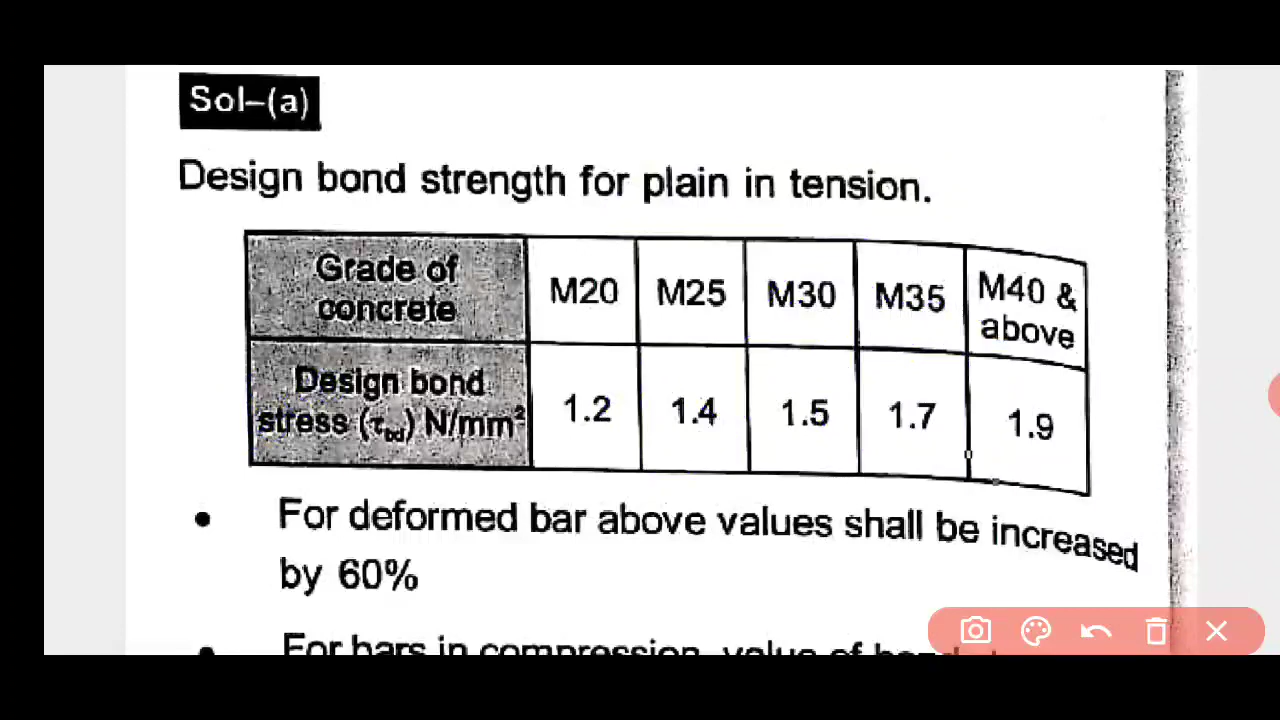 Sol–(a)
Design bond strength for plain in tension.
Grade of concrete M20 M25 M30 M35 M40 & above
Design bond stress (τbd) N/mm² 1.2 1.4 1.5 1.7 1.9
• For deformed bar above values shall be increased
by 60%
• For bars in compression, value of bond